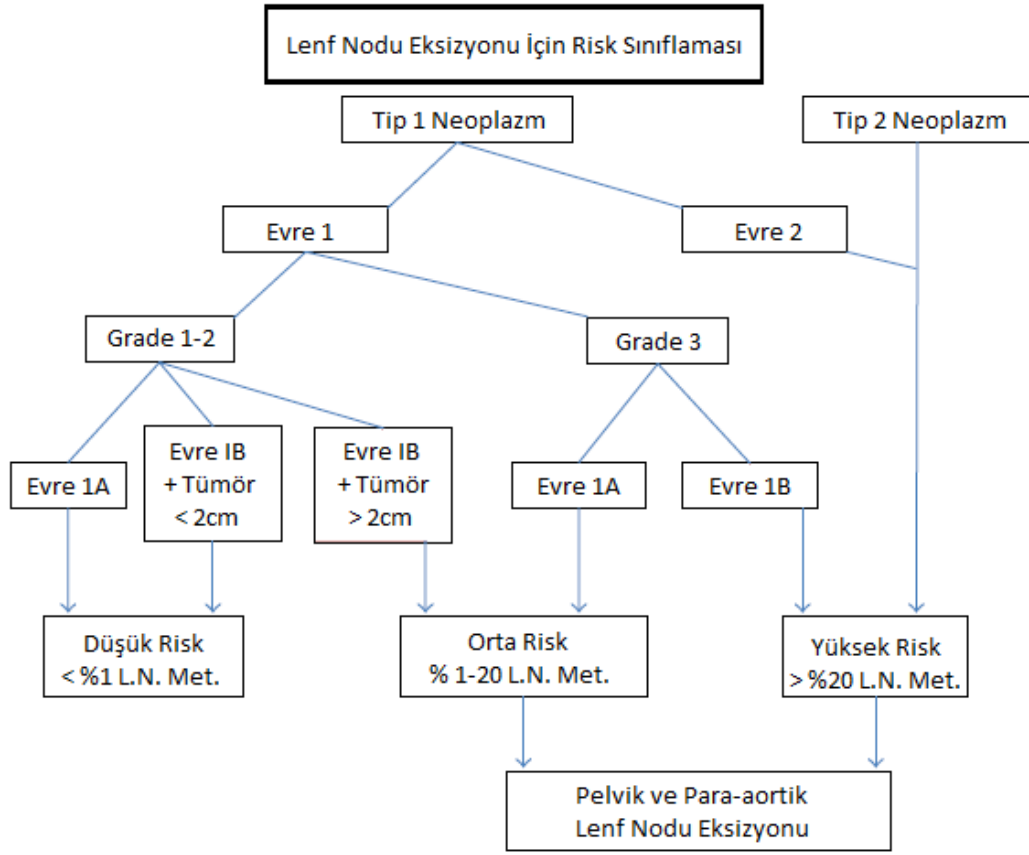 Lenf Nodu Eksizyonu İçin Risk Sınıflaması
Tip 1 Neoplazm
Tip 2 Neoplazm
Evre 1
Evre 2
Grade 1-2
Grade 3
Evre 1A
Evre IB
+ Tümör
< 2cm
Evre IB
+ Tümör
> 2cm
Evre 1A
Evre 1B
Düşük Risk
< %1 L.N. Met.
Orta Risk
% 1-20 L.N. Met.
Yüksek Risk
> %20 L.N. Met.
Pelvik ve Para-aortik
Lenf Nodu Eksizyonu